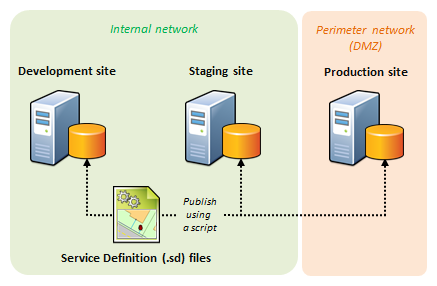 Internal network
Perimeter network
(DMZ)
Development site
Staging site
Production site
Publish
using
a script
Service Definition (.sd) files